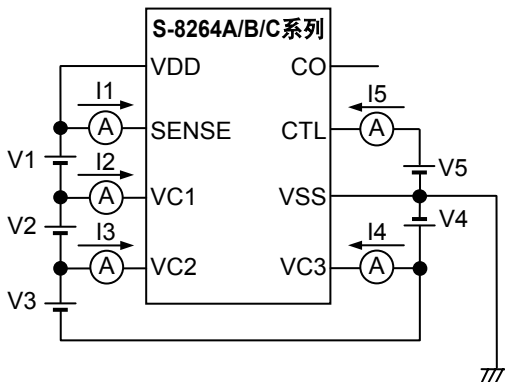 S-8264A/B/C系列
VDD
CO
I1
I5
A
SENSE
CTL
A
V1
I2
V5
A
VC1
VSS
V2
I3
I4
V4
A
VC2
VC3
A
V3